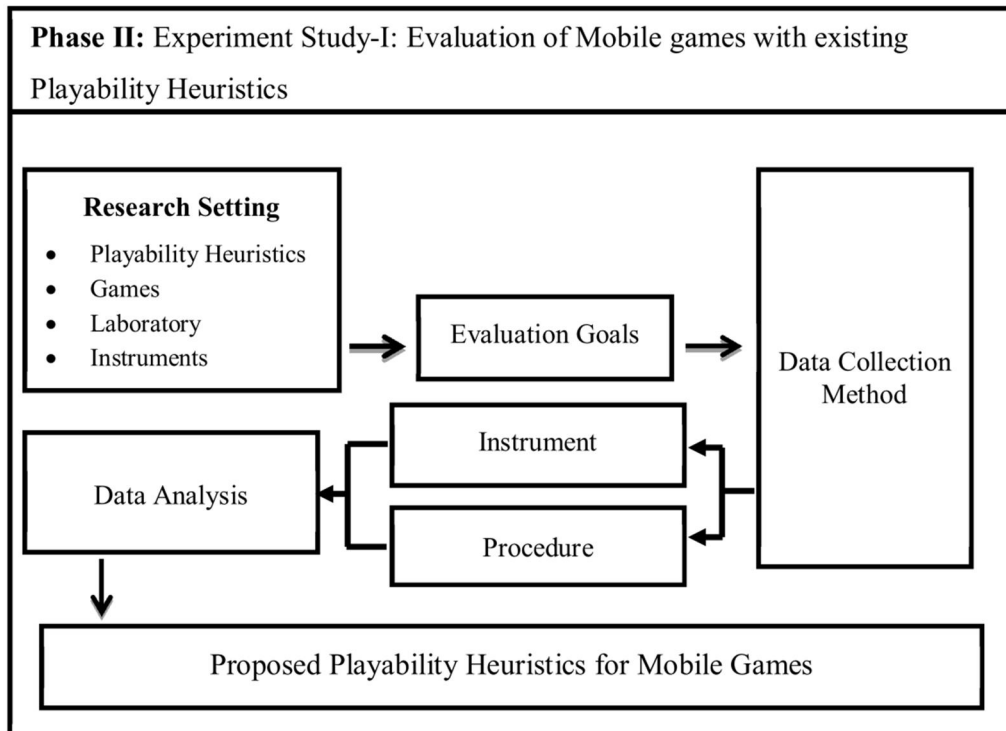 Phase II: Experiment Study-I: Evaluation of Mobile games with existing
Playability Heuristics
Research Setting
• Playability Heuristics
• Games
• Laboratory
• Instruments
Evaluation Goals
Data Collection
Method
Instrument
Procedure
Data Analysis
Proposed Playability Heuristics for Mobile Games